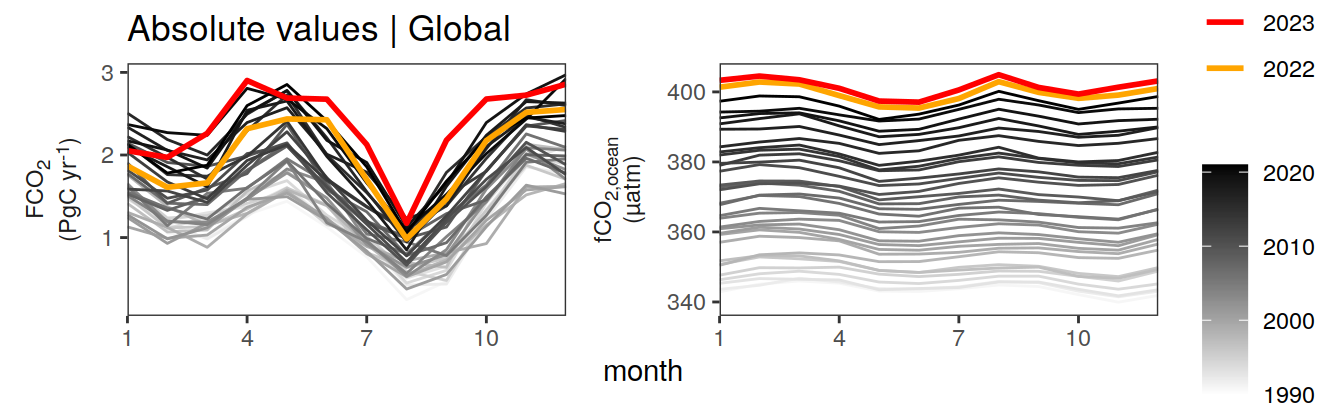 Absolute values | Global
FCO₂
(PgC yr⁻¹)
3
2
1
1 4 7 10
fCO₂,ocean
(µatm)
400
380
360
340
1 4 7 10
month
2023
2022
2020
2010
2000
1990